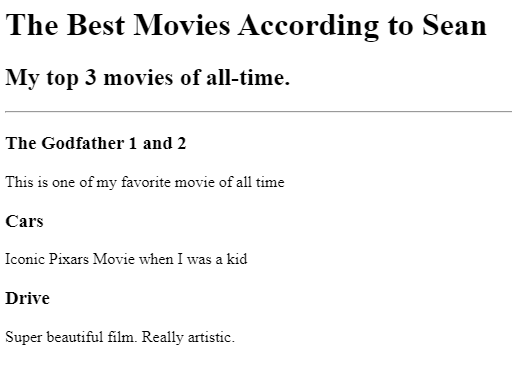 The Best Movies According to Sean
My top 3 movies of all-time.
The Godfather 1 and 2
This is one of my favorite movie of all time
Cars
Iconic Pixars Movie when I was a kid
Drive
Super beautiful film. Really artistic.